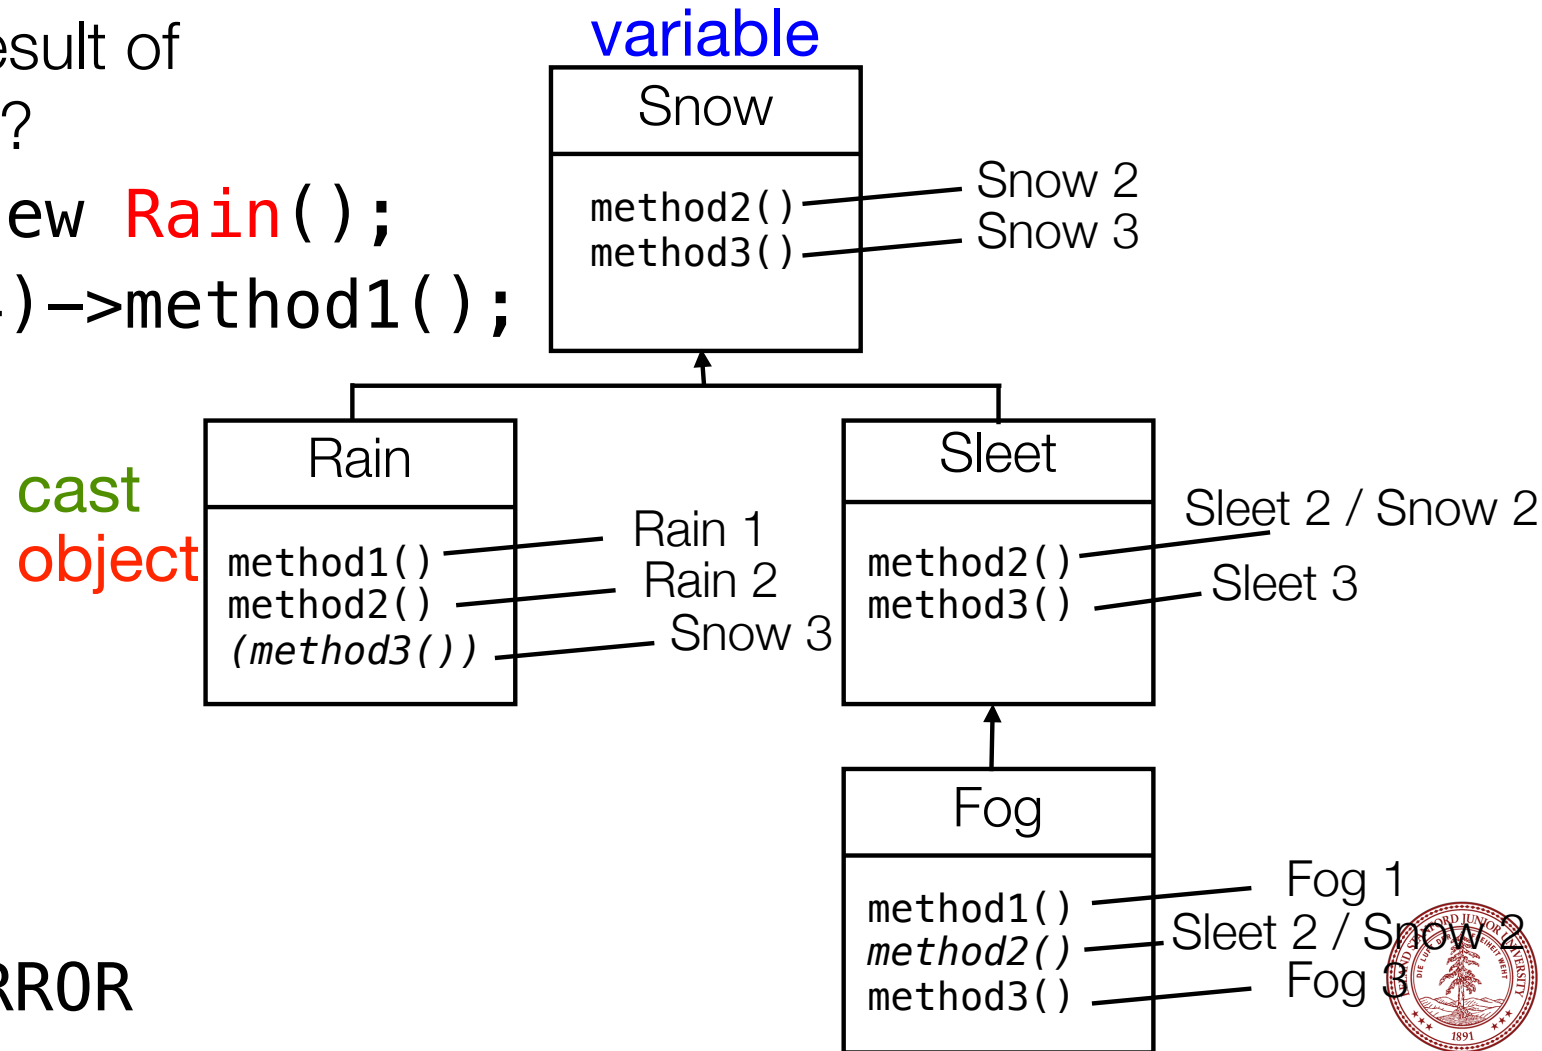 esult of
?
ew Rain();
)->method1();
variable
Snow
method2()
method3()
Snow 2
Snow 3
cast
object
Rain
method1()
method2()
(method3())
Rain 1
Rain 2
Snow 3
Sleet
method2()
method3()
Sleet 2 / Snow 2
Sleet 3
Fog
method1()
method2()
method3()
Fog 1
Sleet 2 / Snow 2
Fog 3
RROR
1891